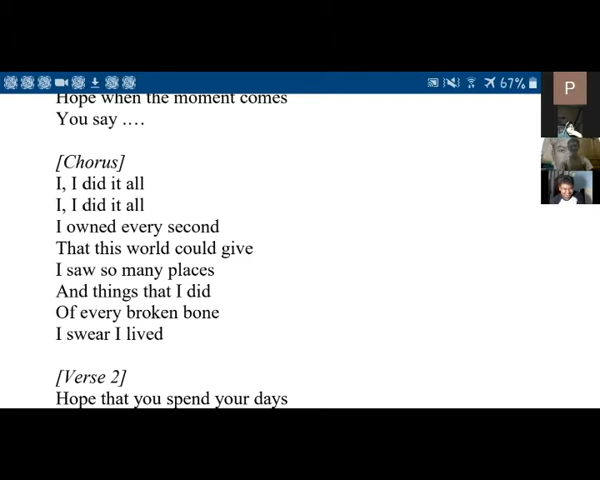 67%
P
Hope when the moment comes
You say ....
[Chorus]
I, I did it all
I, I did it all
I owned every second
That this world could give
I saw so many places
And things that I did
Of every broken bone
I swear I lived
[Verse 2]
Hope that you spend your days